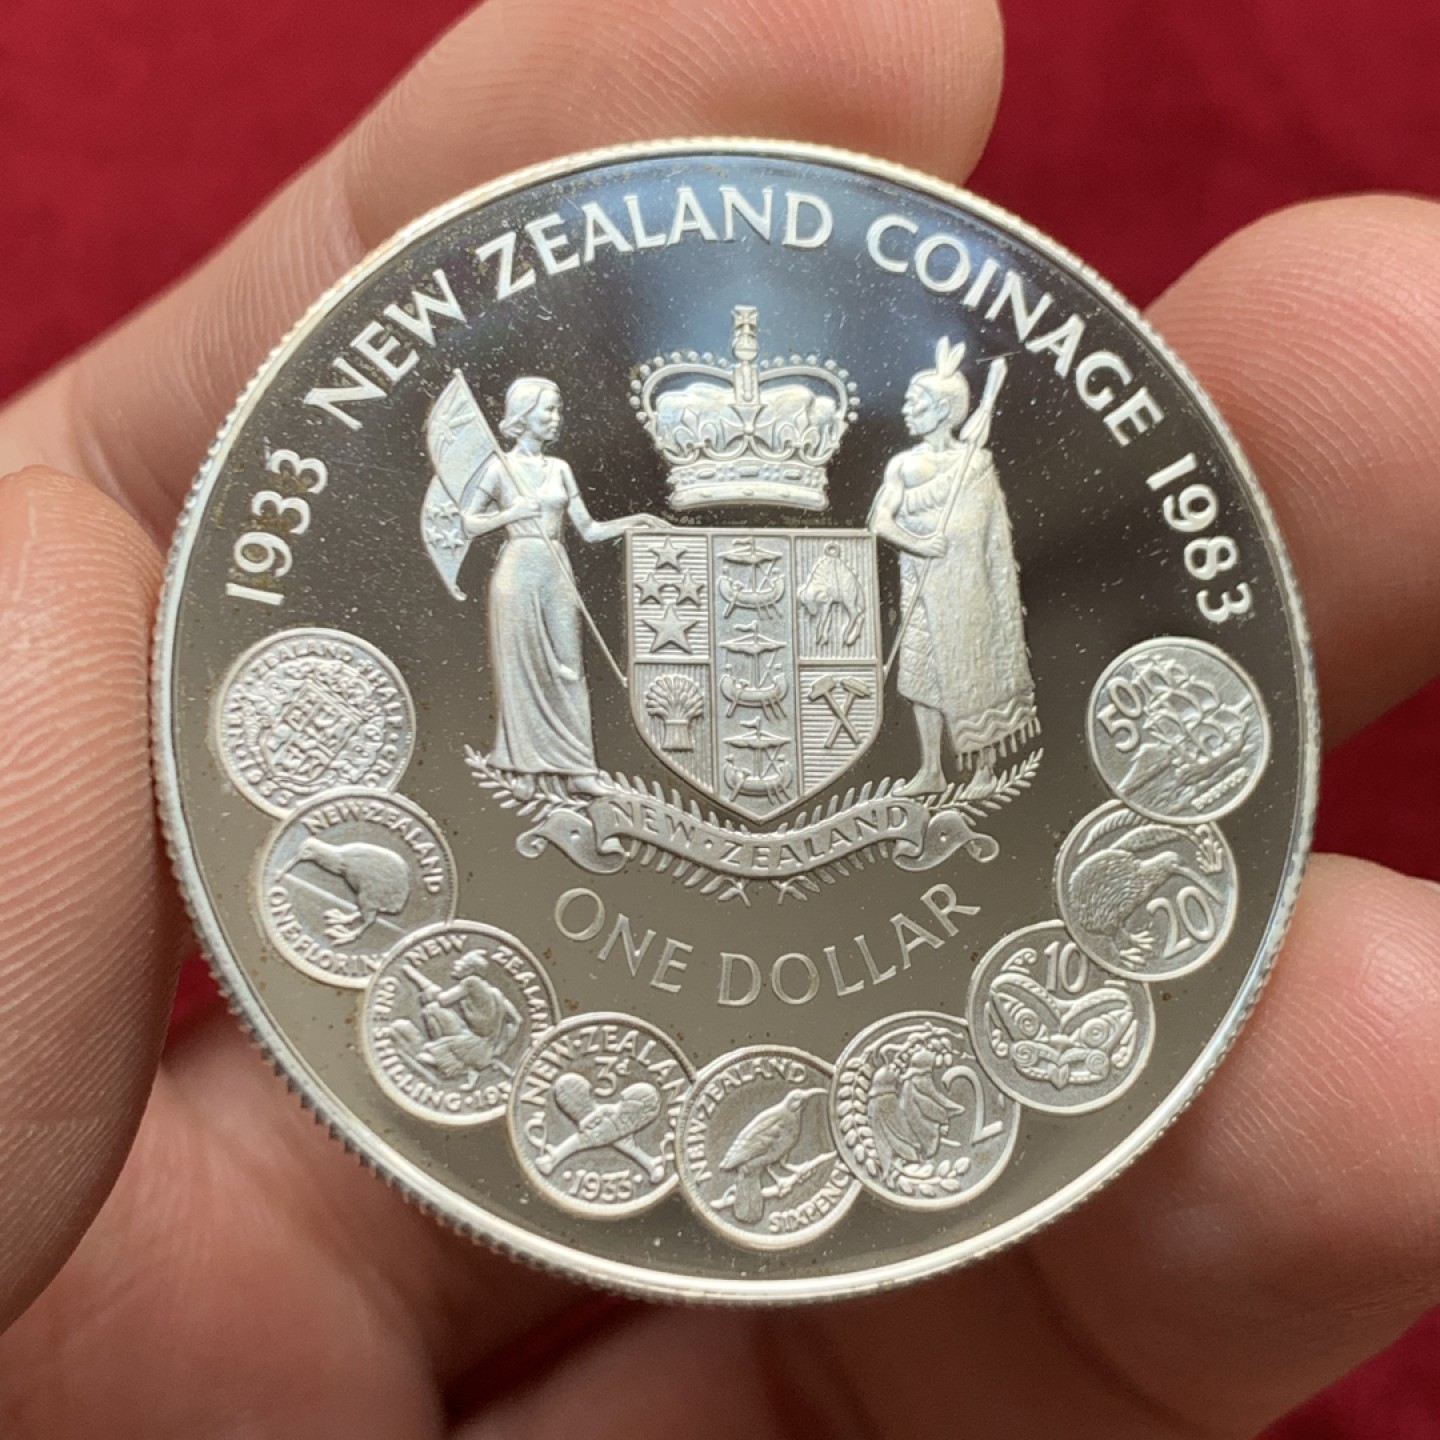 1933 NEW ZEALAND COINAGE 1983
NEW·ZEALAND
ONE DOLLAR
NEW·ZEALAND
ONE FLORIN
NEW ZEALAND
SHILLING
NEW·ZEALAND
3d
·1933·
NEW·ZEALAND
SIXPENC
2
10
20
50